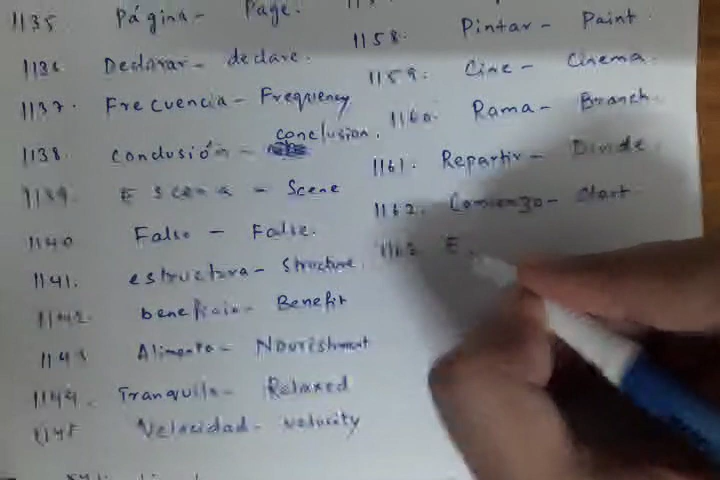 1135. Página - Page.
1136 Declarar - declare.
1137. Frecuencia - Frequency
1138. conclusión - conclusion.
1139. Escena - Scene
1140 Falso - False.
1141. estructura - Structure.
1142. beneficio - Benefit
1143 Alimento - Nourishment
1144. Tranquilo - Relaxed
1145 Velocidad - velocity
1158. Pintar - Paint.
1159. Cine - Cinema.
1160. Rama - Branch.
1161. Repartir - Divide.
1162. Comienzo - Start.
1163 E